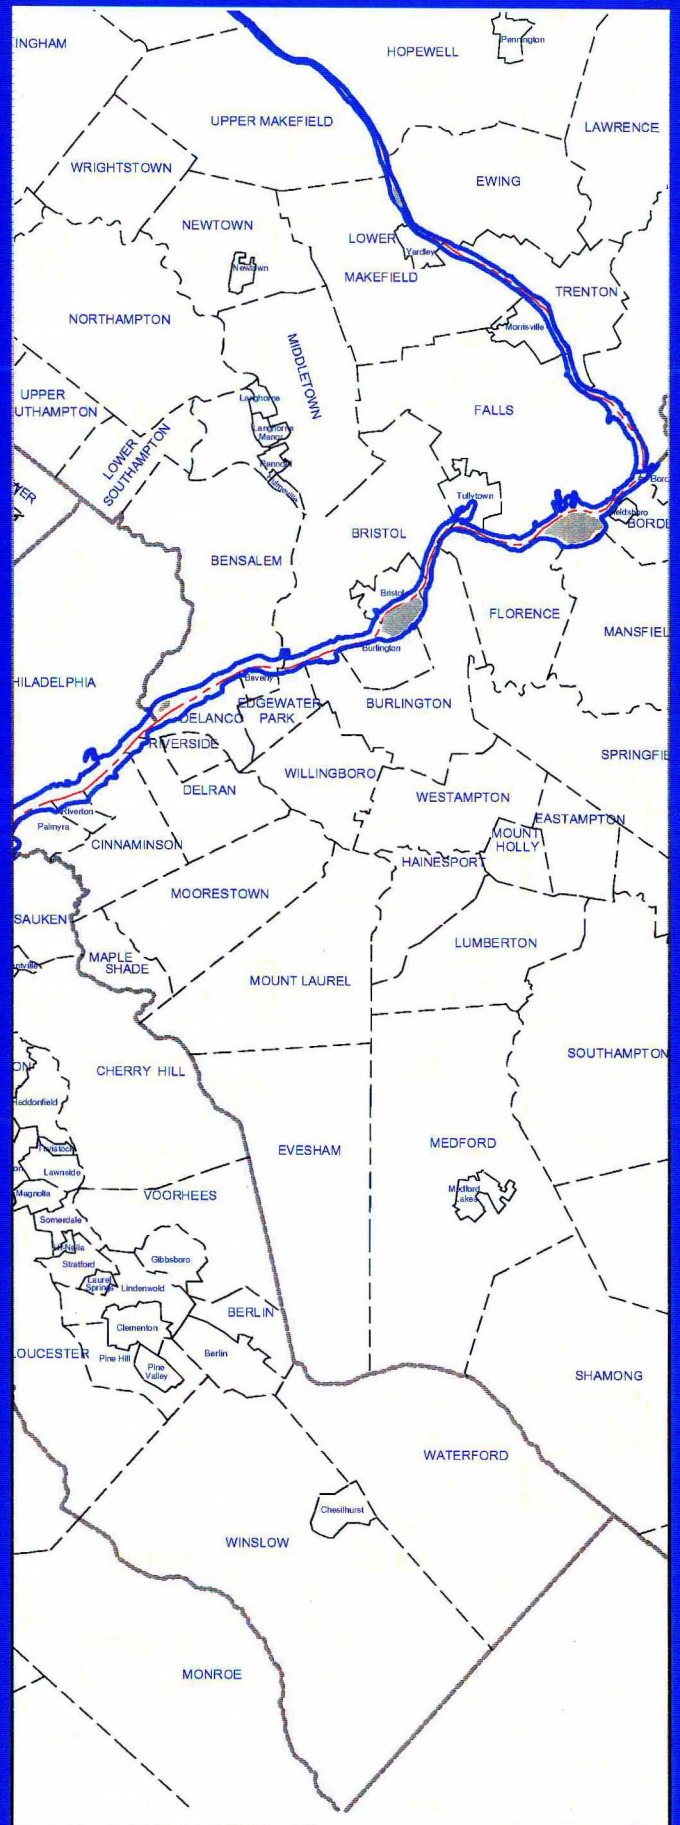 INGHAM
HOPEWELL
Pennington
UPPER MAKEFIELD
LAWRENCE
WRIGHTSTOWN
EWING
NEWTOWN
LOWER
MAKEFIELD
Yardley
Newtown
TRENTON
NORTHAMPTON
Morrisville
MIDDLETOWN
UPPER
UTHAMPTON
Langhorne
FALLS
Langhorne
Manor
LOWER
SOUTHAMPTON
Tullytown
BRISTOL
BENSALEM
Bristol
FLORENCE
MANSFIEL
Burlington
HILADELPHIA
Beverly
EDGEWATER
PARK
BURLINGTON
DELANCO
RIVERSIDE
SPRINGFIE
WILLINGBORO
DELRAN
WESTAMPTON
Riverton
Palmyra
EASTAMPTON
MOUNT
HOLLY
CINNAMINSON
HAINESPORT
MOORESTOWN
SAUKEN
LUMBERTON
MAPLE
SHADE
MOUNT LAUREL
SOUTHAMPTON
CHERRY HILL
addonfield
EVESHAM
MEDFORD
Tavistock
Lawnside
Magnolia
VOORHEES
Medford
Lakes
Somerdale
Stratford
Gibbsboro
Laurel
Springs
Lindenwold
BERLIN
Clementon
LOUCESTER
Pine Hill
Berlin
Pine
Valley
SHAMONG
WATERFORD
Chesilhurst
WINSLOW
MONROE